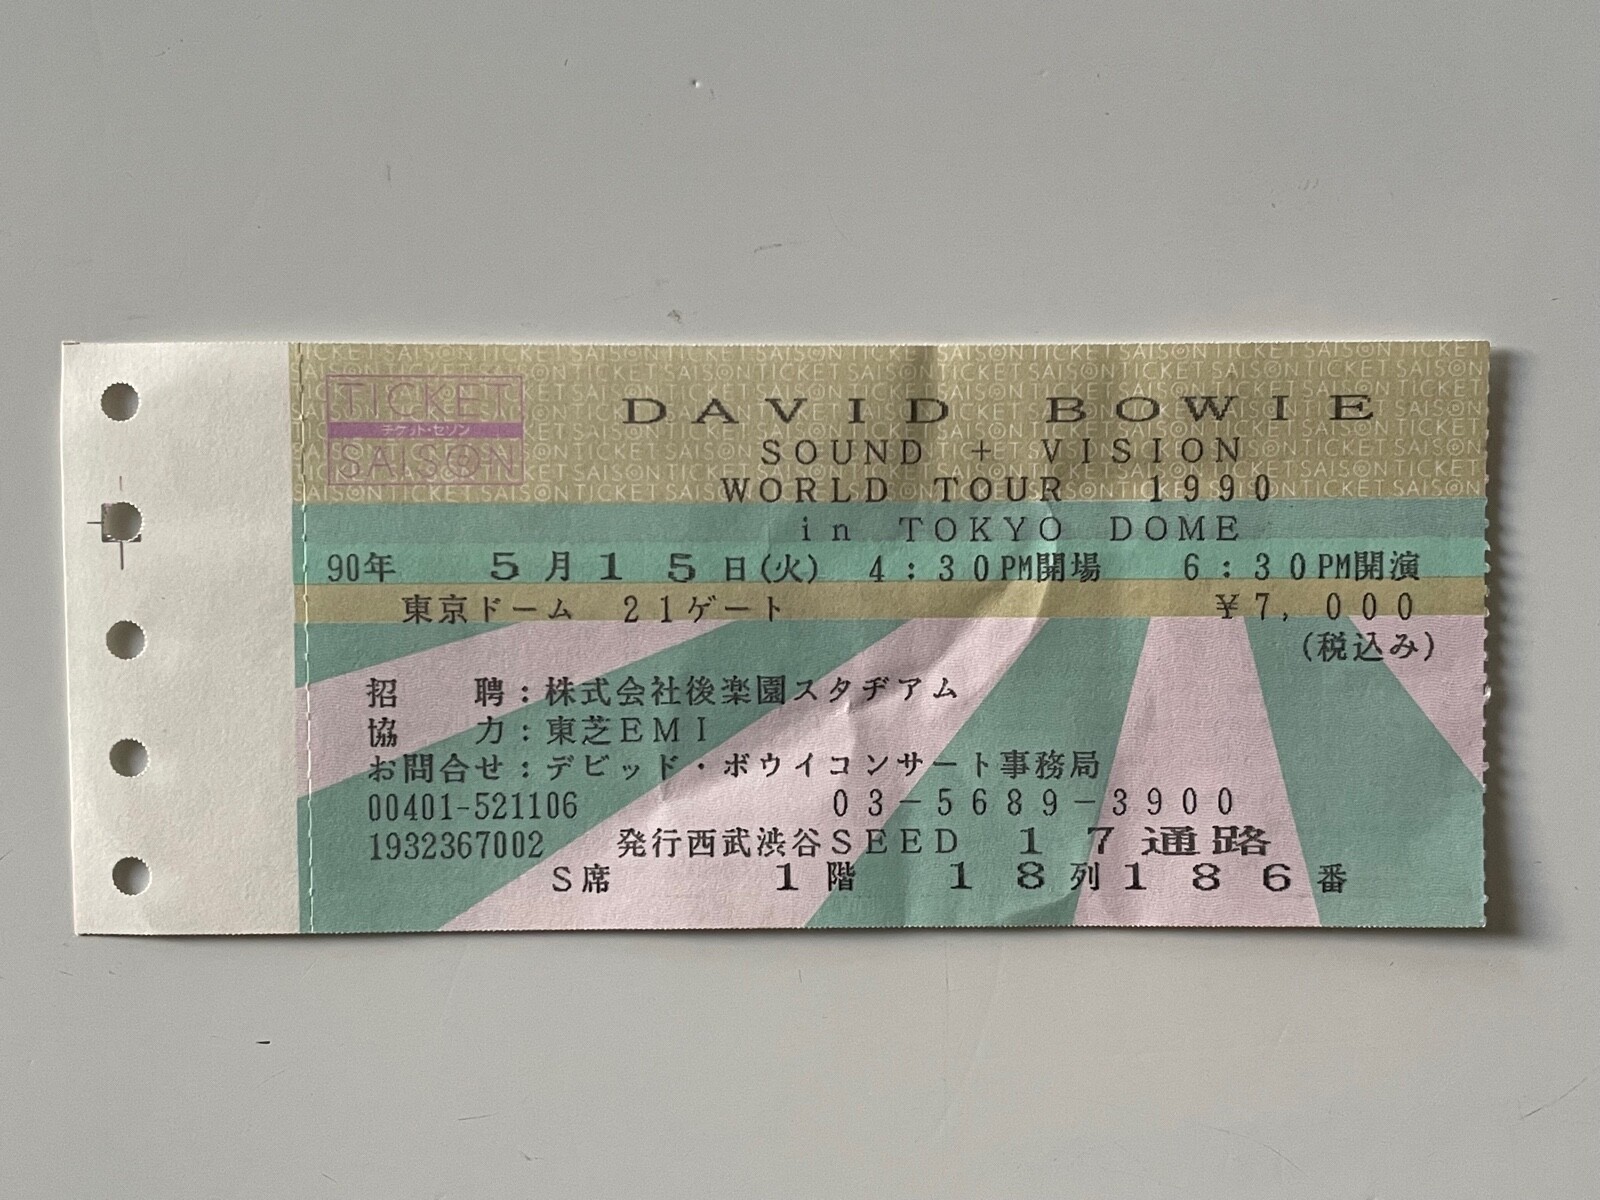 TICKET
チケット・セゾン
SAISON
DAVID BOWIE
SOUND + VISION
WORLD TOUR 1990
in TOKYO DOME
90年 5月15日(火) 4:30PM開場 6:30PM開演
東京ドーム 21ゲート ¥7,000
(税込み)
招 聘:株式会社後楽園スタヂアム
協 力:東芝EMI
お問合せ:デビッド・ボウイコンサート事務局
00401-521106 03-5689-3900
1932367002 発行西武渋谷SEED 17通路
S席 1階 18列186番